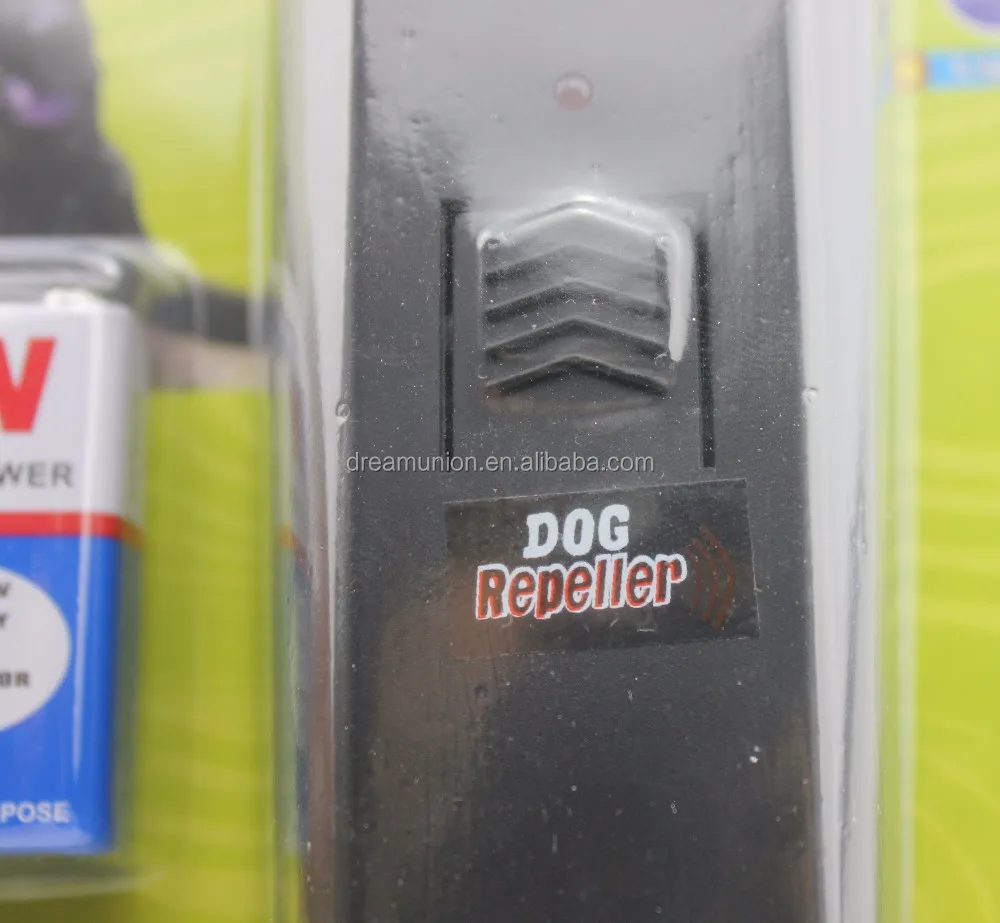 W
WER
dreamunion.en.alibaba.com
DOG
Repeller
OR
POSE